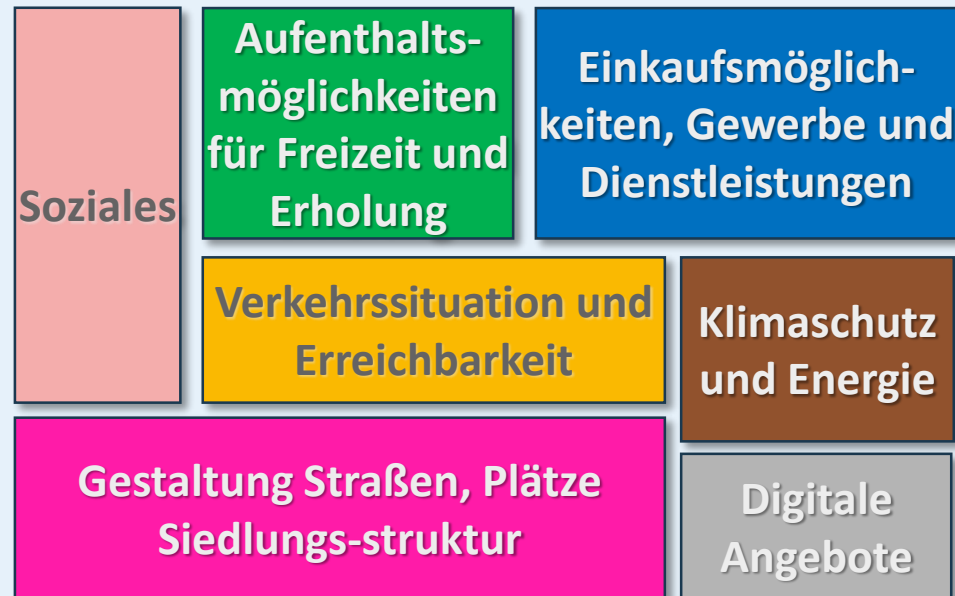 Soziales
Aufenthalts-
möglichkeiten
für Freizeit und
Erholung
Einkaufsmöglich-
keiten, Gewerbe und
Dienstleistungen
Verkehrssituation und
Erreichbarkeit
Klimaschutz
und Energie
Gestaltung Straßen, Plätze
Siedlungs-struktur
Digitale
Angebote